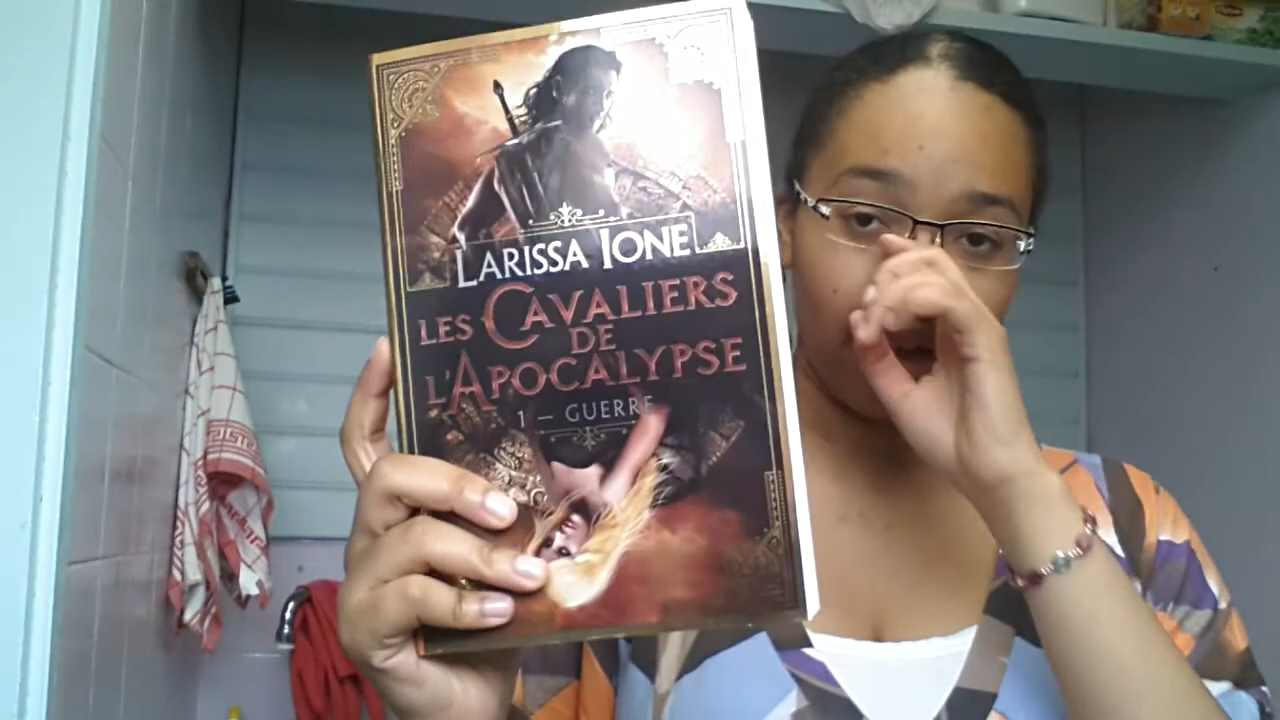 LARISSA IONE
LES CAVALIERS
DE
L'APOCALYPSE
1 – GUERRE